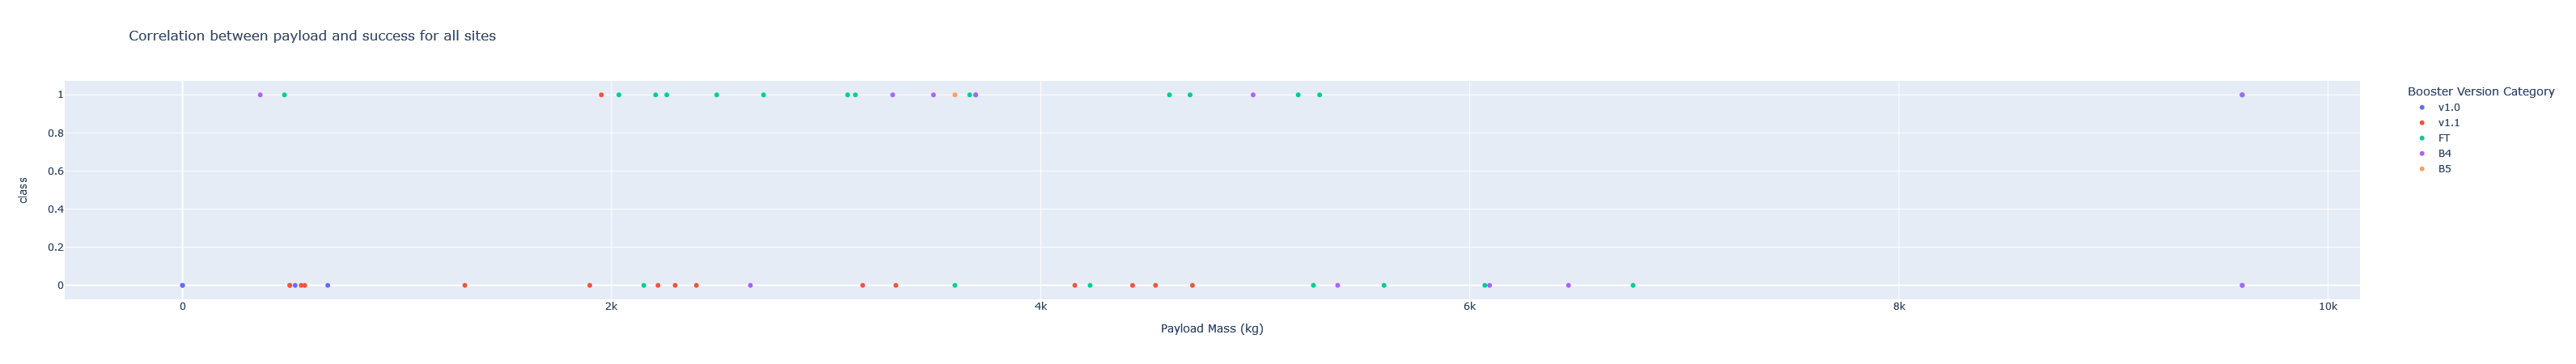 Correlation between payload and success for all sites
1
0.8
0.6
0.4
0.2
0
class
0
2k
4k
6k
8k
10k
Payload Mass (kg)
Booster Version Category
v1.0
v1.1
FT
B4
B5